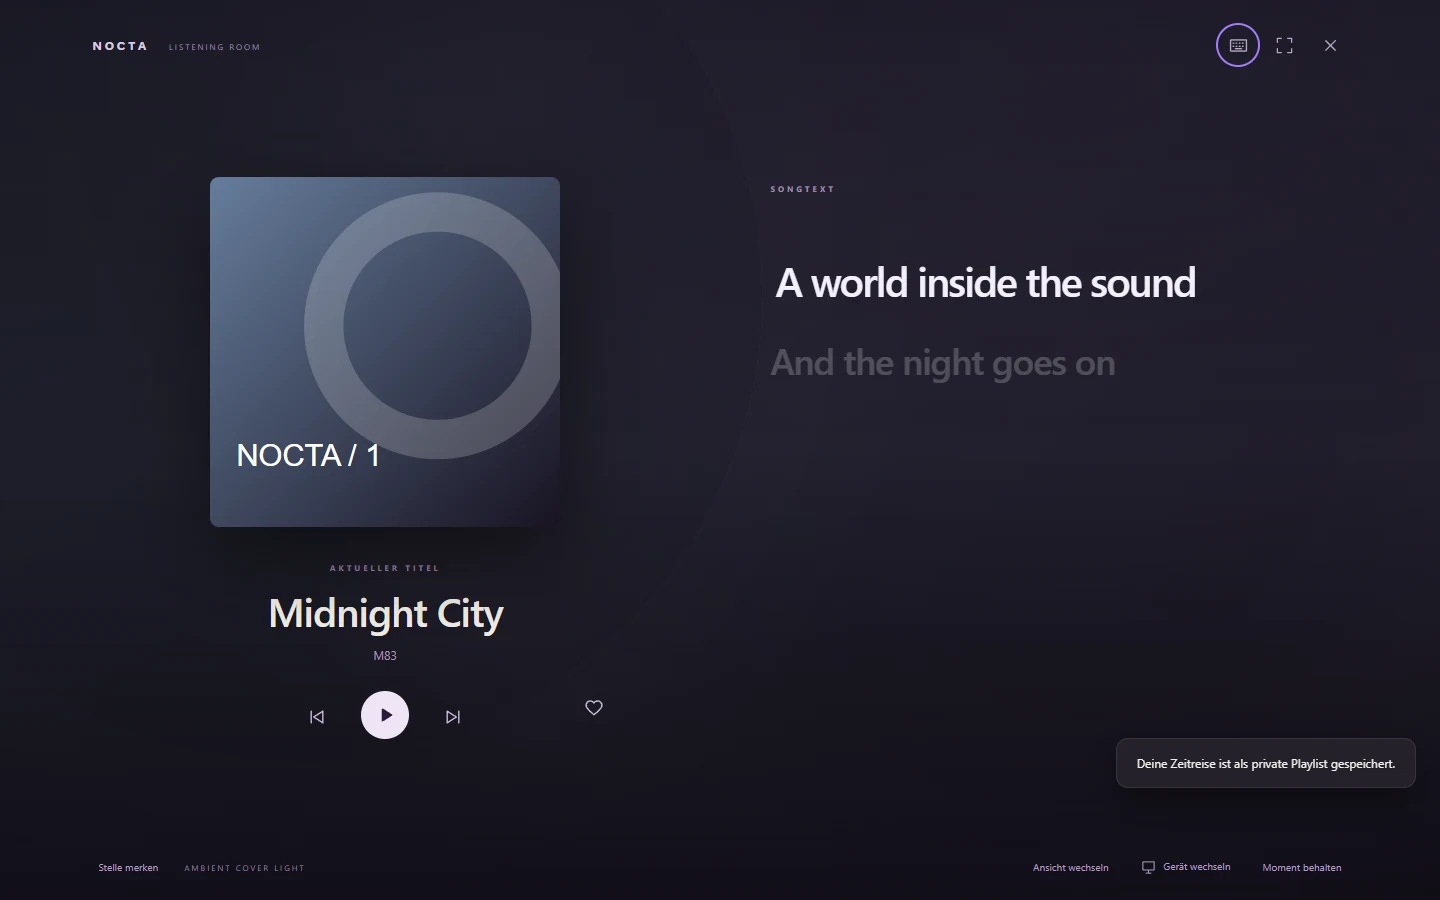 NOCTA LISTENING ROOM
NOCTA / 1
AKTUELLER TITEL
Midnight City
M83
SONGTEXT
A world inside the sound
And the night goes on
Deine Zeitreise ist als private Playlist gespeichert.
Stelle merken AMBIENT COVER LIGHT Ansicht wechseln Gerät wechseln Moment behalten